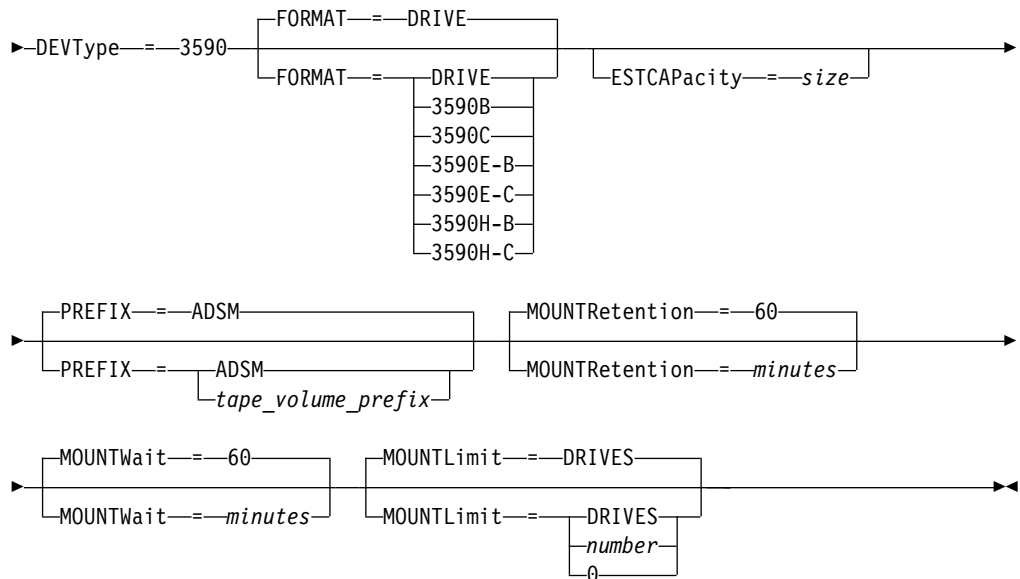 FORMAT = DRIVE
DEVType = 3590
FORMAT = DRIVE
ESTCAPacity = size
3590B
3590C
3590E-B
3590E-C
3590H-B
3590H-C
PREFIX = ADSM MOUNTRetention = 60
PREFIX = ADSM MOUNTRetention = minutes
tape_volume_prefix
MOUNTWait = 60 MOUNTLimit = DRIVES
MOUNTWait = minutes MOUNTLimit = DRIVES
number
0